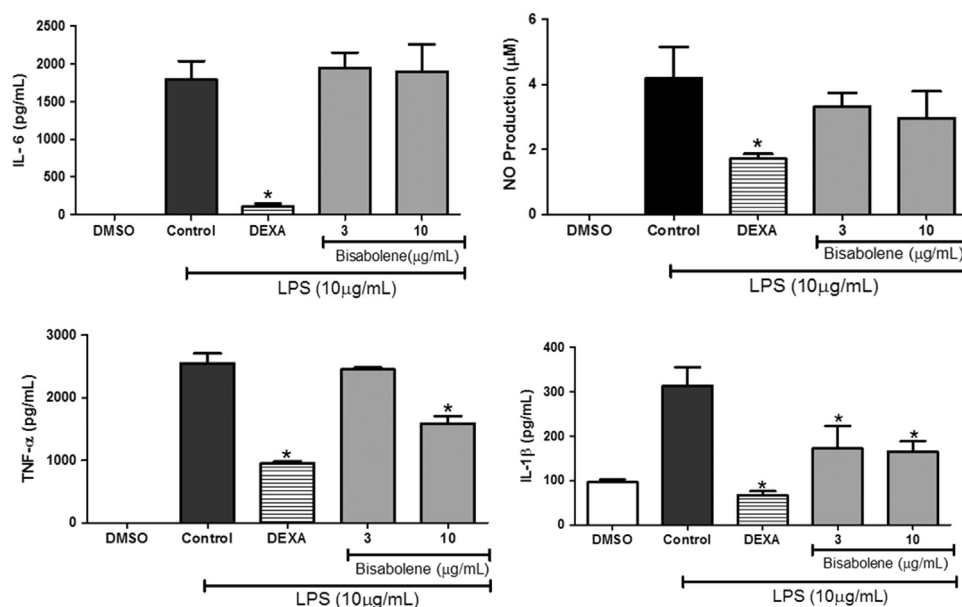 IL- 6 (pg/mL)
2500
2000
1500
1000
500
0
*
DMSO Control DEXA 3 10
Bisabolene(µg/mL)
LPS (10µg/mL)
NO Production (µM)
6
4
2
0
*
DMSO Control DEXA 3 10
Bisabolene (µg/mL)
LPS (10µg/mL)
TNF-α (pg/mL)
3000
2000
1000
0
* *
DMSO Control DEXA 3 10
Bisabolene (µg/mL)
LPS (10µg/mL)
IL-1β (pg/mL)
400
300
200
100
0
* * *
DMSO Control DEXA 3 10
Bisabolene (µg/mL)
LPS (10µg/mL)